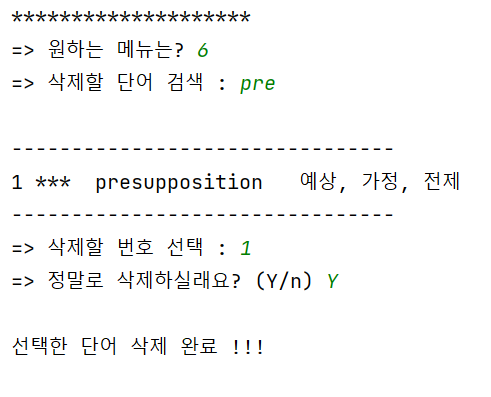 ********************
=> 원하는 메뉴는? 6
=> 삭제할 단어 검색 : pre
--------------------------------
1 ***  presupposition   예상, 가정, 전제
--------------------------------
=> 삭제할 번호 선택 : 1
=> 정말로 삭제하실래요? (Y/n) Y
선택한 단어 삭제 완료 !!!